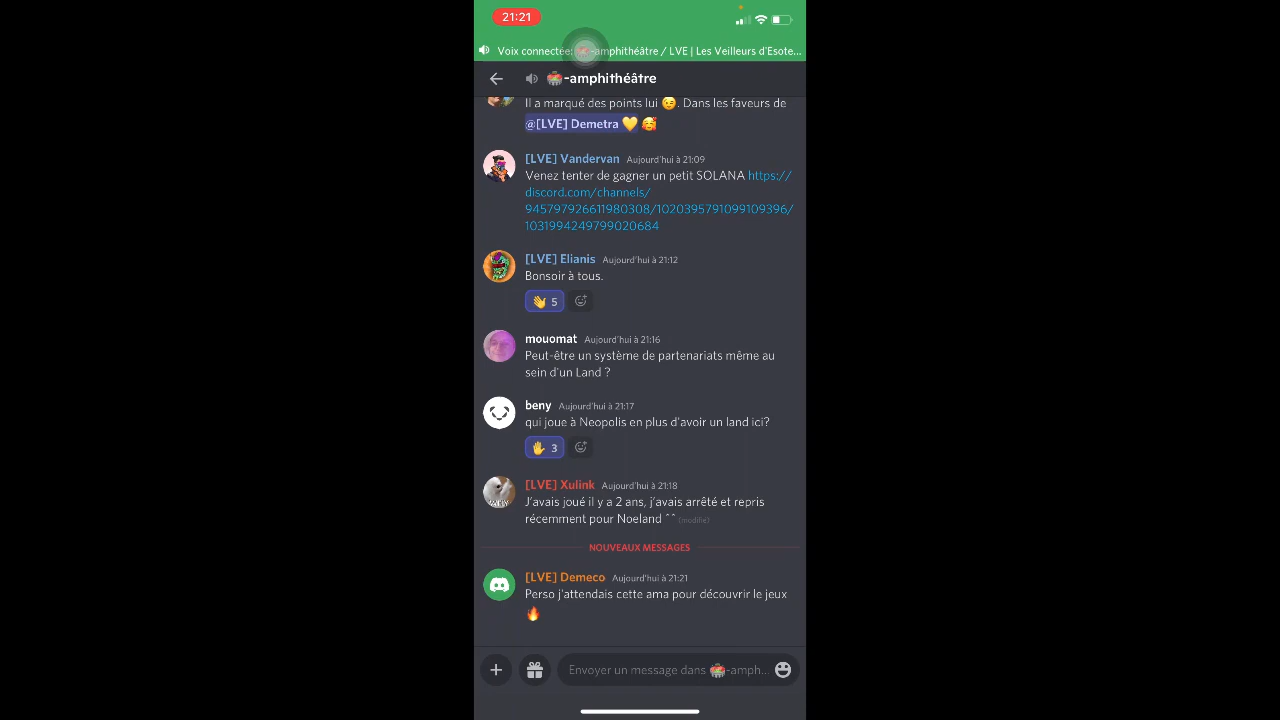 21:21
Voix connectée: 🏟️-amphithéâtre / LVE | Les Veilleurs d'Esote...
🏟️-amphithéâtre
Il a marqué des points lui 😉. Dans les faveurs de
@[LVE] Demetra 💛 🥰
[LVE] Vandervan Aujourd'hui à 21:09
Venez tenter de gagner un petit SOLANA https://
discord.com/channels/
945797926611980308/1020395791099109396/
1031994249799020684
[LVE] Elianis Aujourd'hui à 21:12
Bonsoir à tous.
👋 5
mouomat Aujourd'hui à 21:16
Peut-être un système de partenariats même au
sein d'un Land ?
beny Aujourd'hui à 21:17
qui joue à Neopolis en plus d'avoir un land ici?
✋ 3
[LVE] Xulink Aujourd'hui à 21:18
J'avais joué il y a 2 ans, j'avais arrêté et repris
récemment pour Noeland ^^ (modifié)
NOUVEAUX MESSAGES
[LVE] Demeco Aujourd'hui à 21:21
Perso j'attendais cette ama pour découvrir le jeux
🔥
Envoyer un message dans 🏟️-amph...